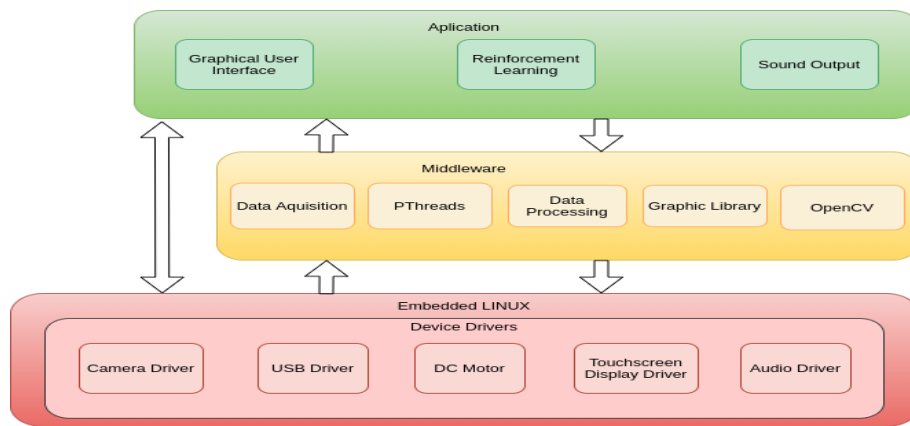 Aplication
Graphical User
Interface
Reinforcement
Learning
Sound Output
Middleware
Data Aquisition
PThreads
Data
Processing
Graphic Library
OpenCV
Embedded LINUX
Device Drivers
Camera Driver
USB Driver
DC Motor
Touchscreen
Display Driver
Audio Driver